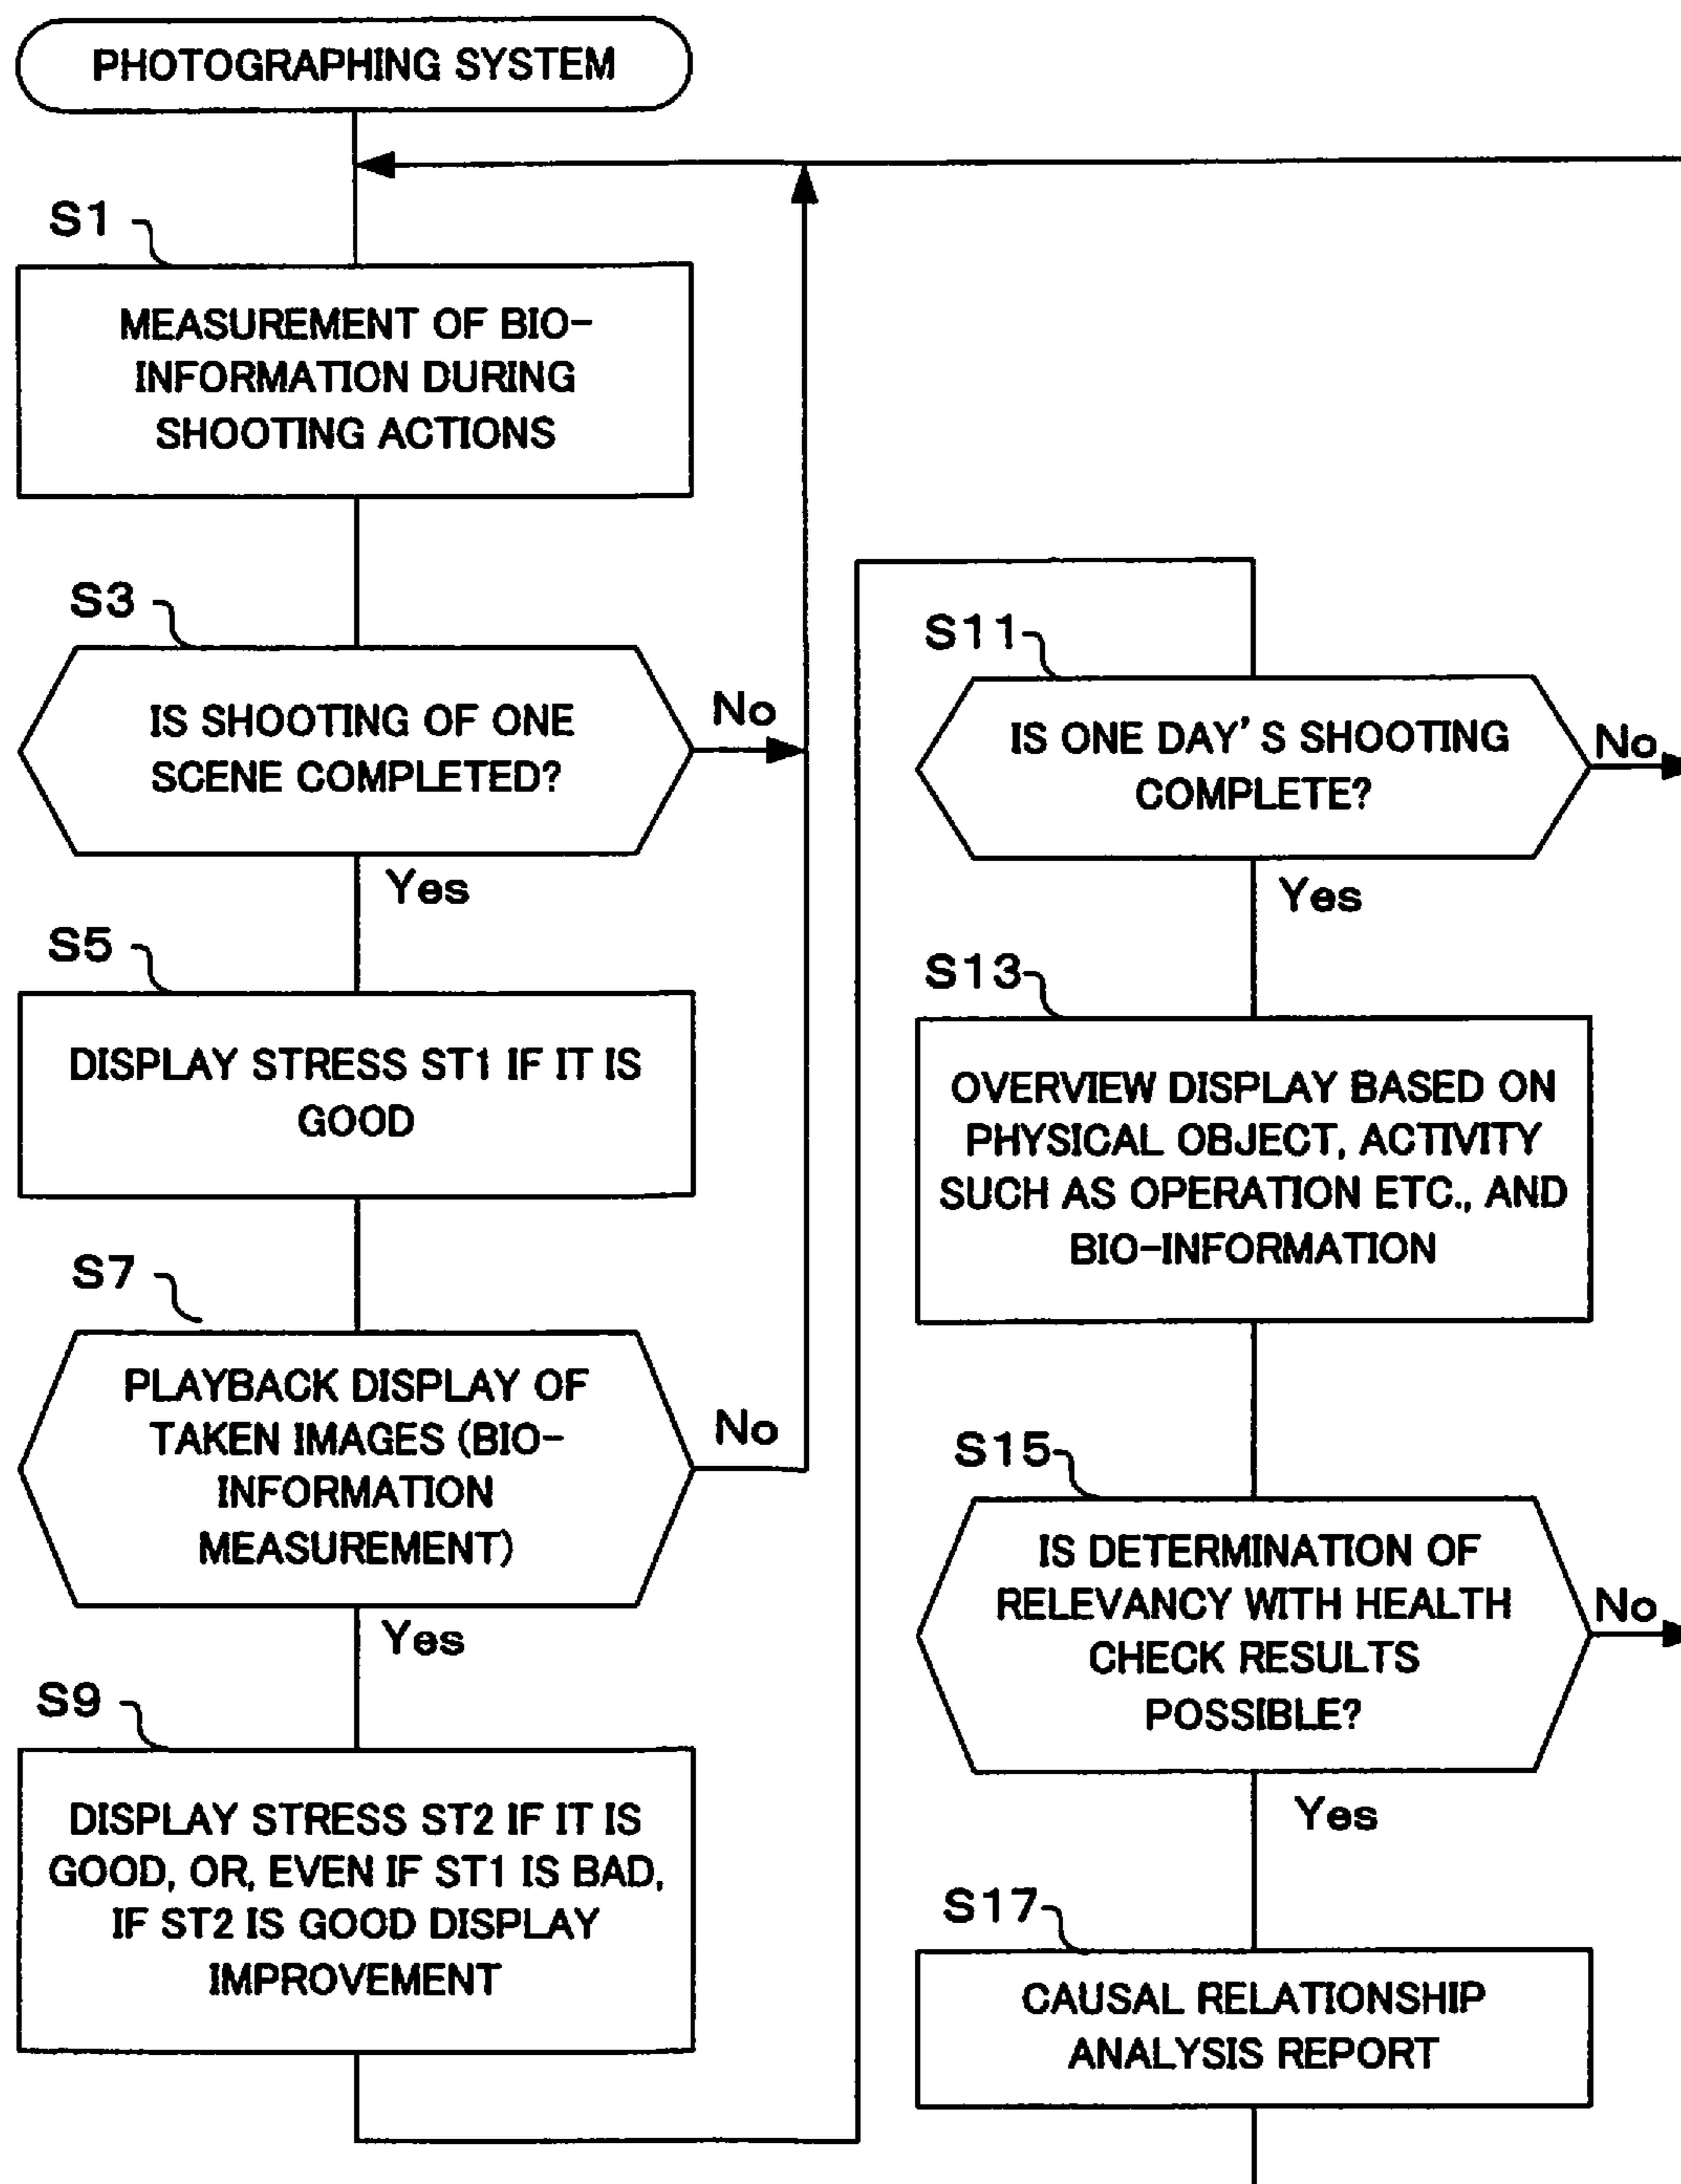 PHOTOGRAPHING SYSTEM
S1
MEASUREMENT OF BIO-
INFORMATION DURING
SHOOTING ACTIONS
S3
IS SHOOTING OF ONE
SCENE COMPLETED?
No
Yes
S5
DISPLAY STRESS ST1 IF IT IS
GOOD
S7
PLAYBACK DISPLAY OF
TAKEN IMAGES (BIO-
INFORMATION
MEASUREMENT)
No
Yes
S9
DISPLAY STRESS ST2 IF IT IS
GOOD, OR, EVEN IF ST1 IS BAD,
IF ST2 IS GOOD DISPLAY
IMPROVEMENT
S11
IS ONE DAY'S SHOOTING
COMPLETE?
No
Yes
S13
OVERVIEW DISPLAY BASED ON
PHYSICAL OBJECT, ACTIVITY
SUCH AS OPERATION ETC., AND
BIO-INFORMATION
S15
IS DETERMINATION OF
RELEVANCY WITH HEALTH
CHECK RESULTS
POSSIBLE?
No
Yes
S17
CAUSAL RELATIONSHIP
ANALYSIS REPORT